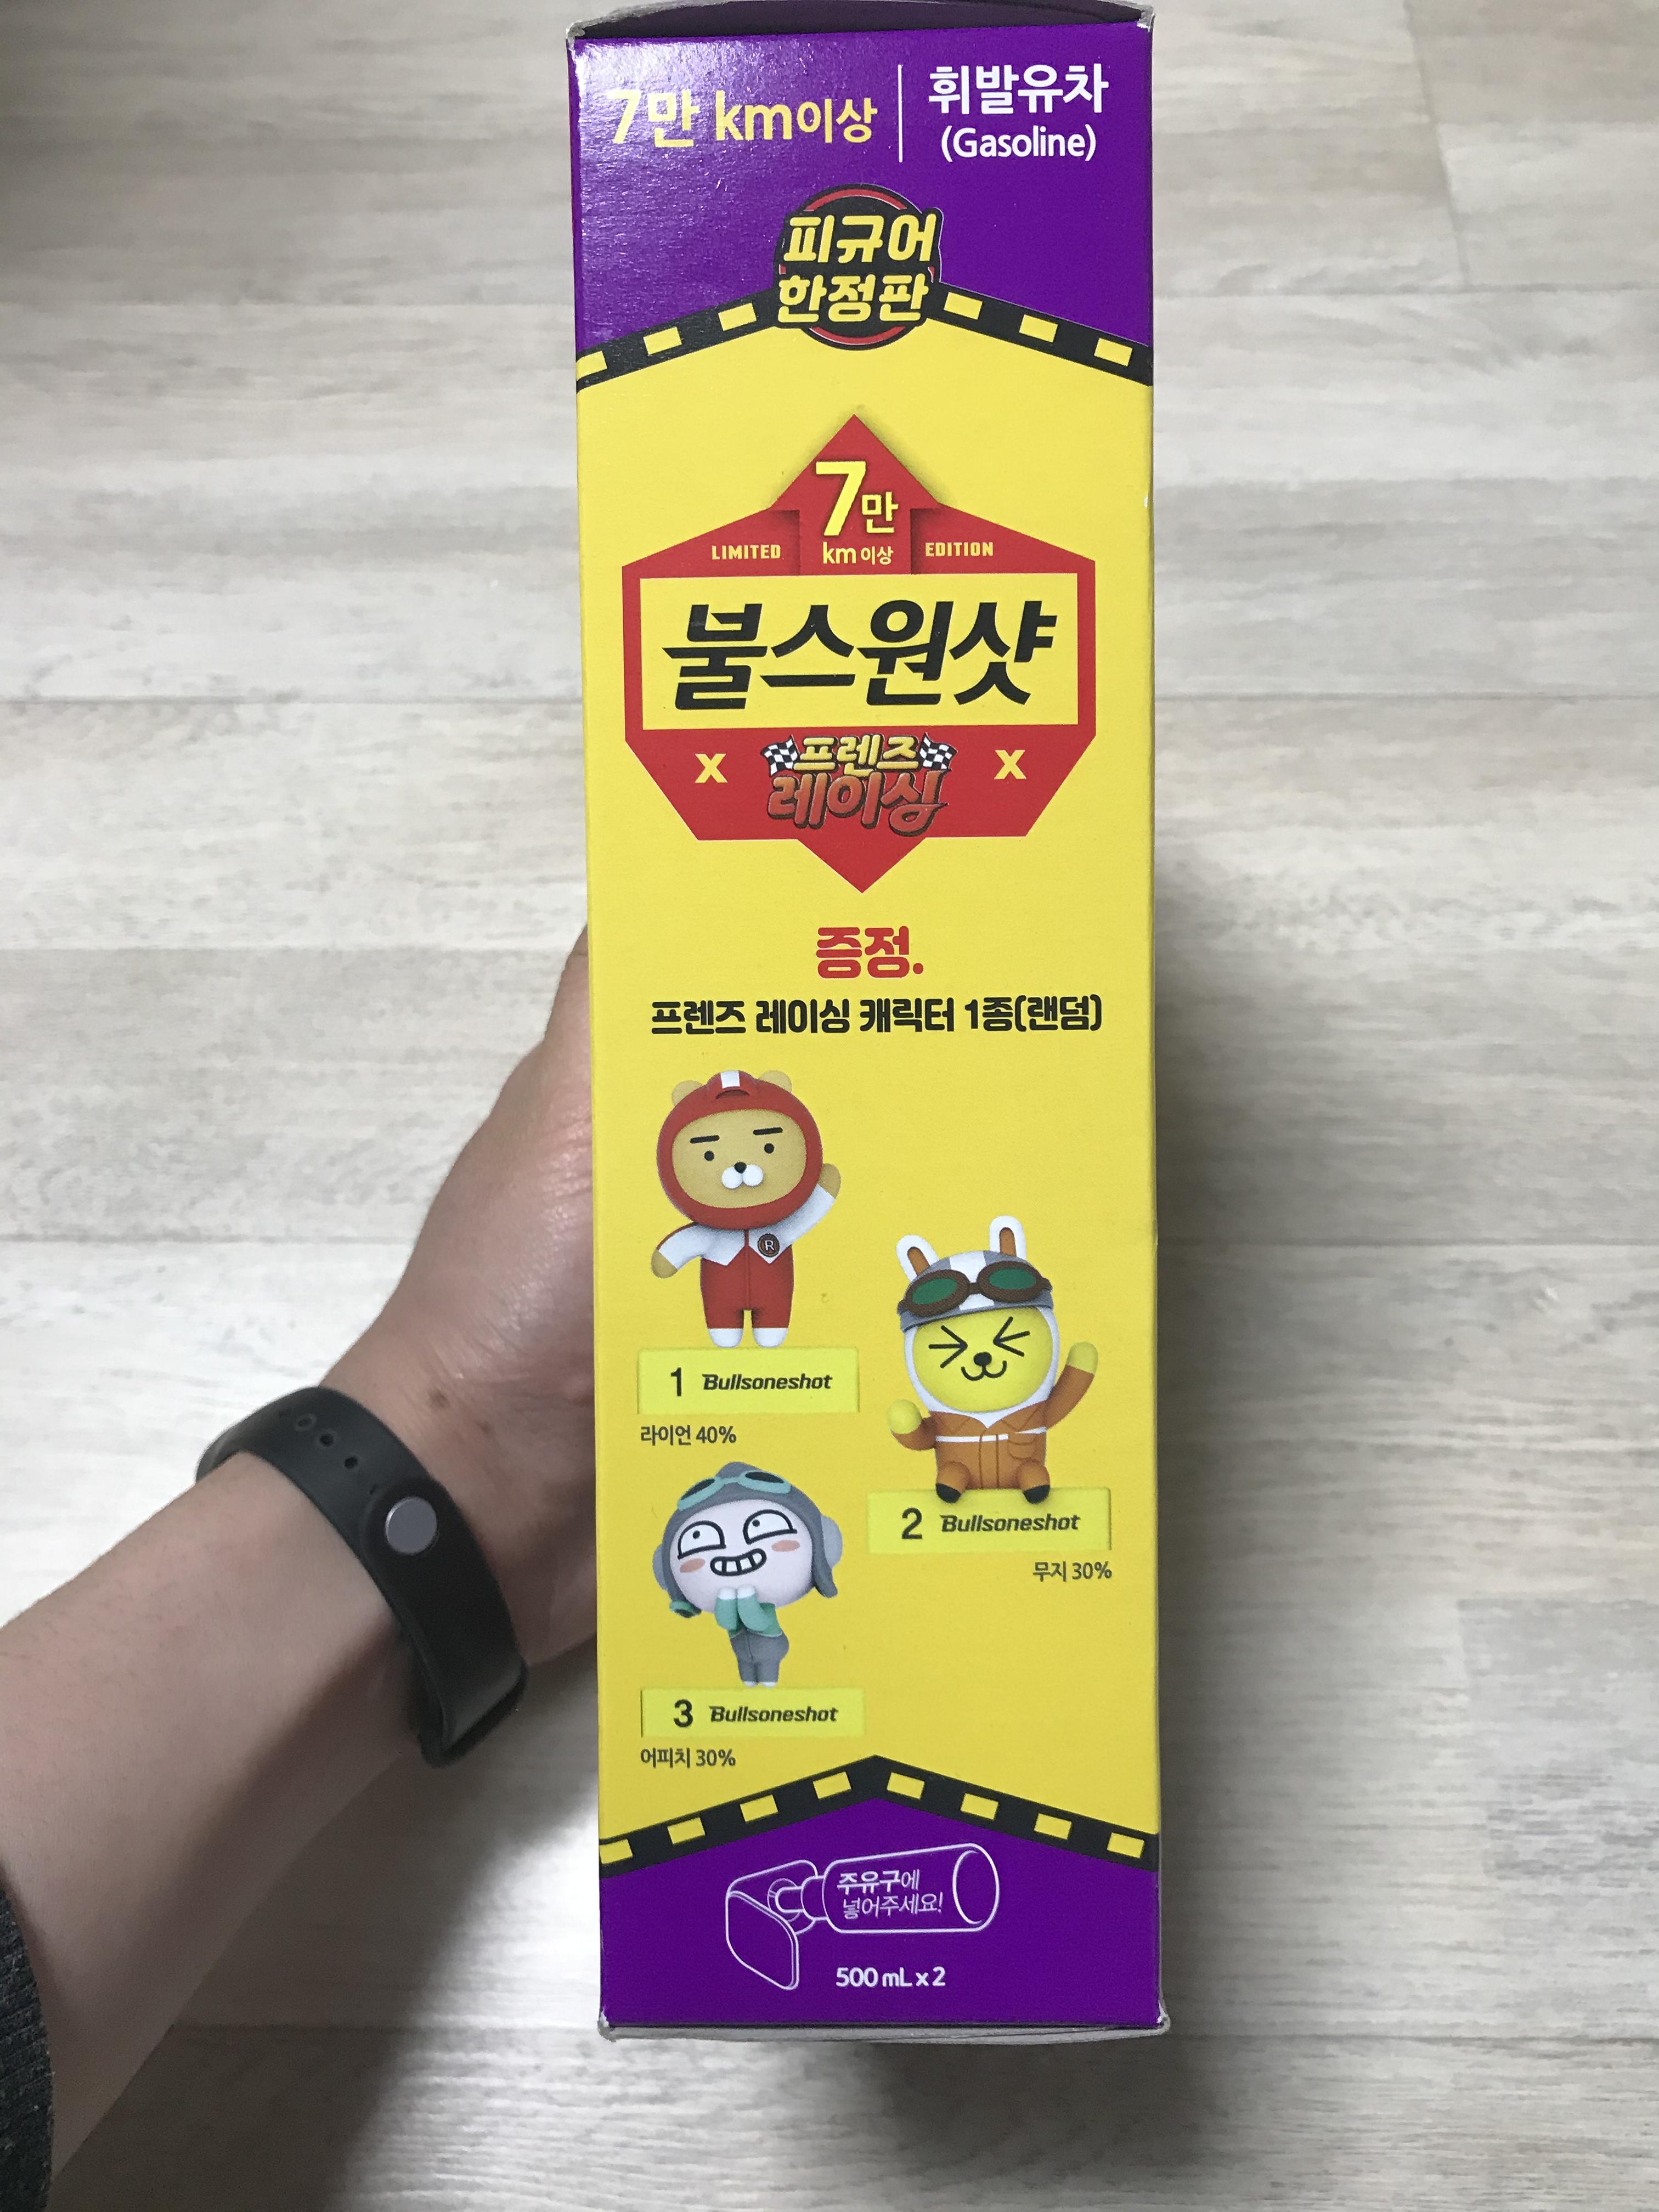 7만 km이상
휘발유차
(Gasoline)
피규어
한정판
7만
km 이상
LIMITED
EDITION
불스원샷
X
프렌즈
레이싱
X
증정.
프렌즈 레이싱 캐릭터 1종(랜덤)
R
1 Bullsoneshot
라이언 40%
2 Bullsoneshot
무지 30%
3 Bullsoneshot
어피치 30%
주유구에
넣어주세요!
500 mL x 2